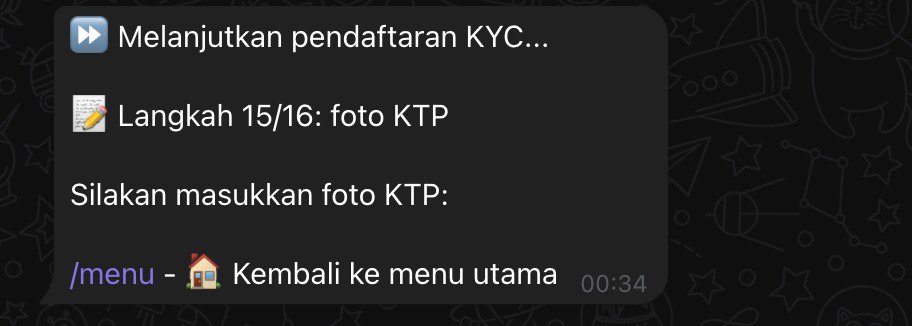 ⏩ Melanjutkan pendaftaran KYC...
📝 Langkah 15/16: foto KTP
Silakan masukkan foto KTP:
/menu - 🏠 Kembali ke menu utama
00:34